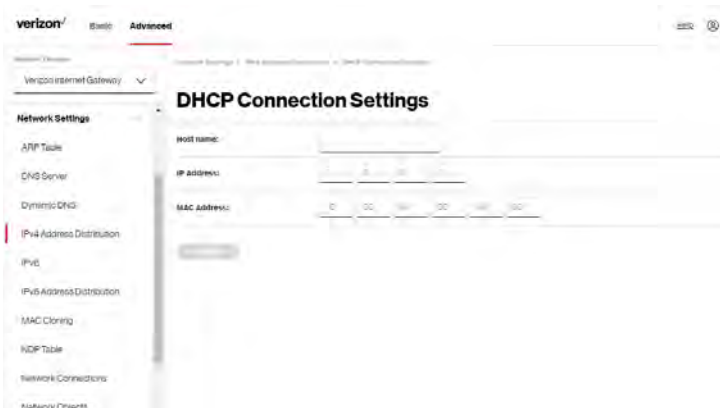 verizon Basic Advanced
Help
Verizon Internet Gateway
DHCP Connection Settings
Network Settings
Host name:
ARP Table
IP Address:
DNS Server
Dynamic DNS
MAC Address:
IPv4 Address Distribution
IPv6
IPv6 Address Distribution
MAC Cloning
NDP Table
Network Connections
Network Objects